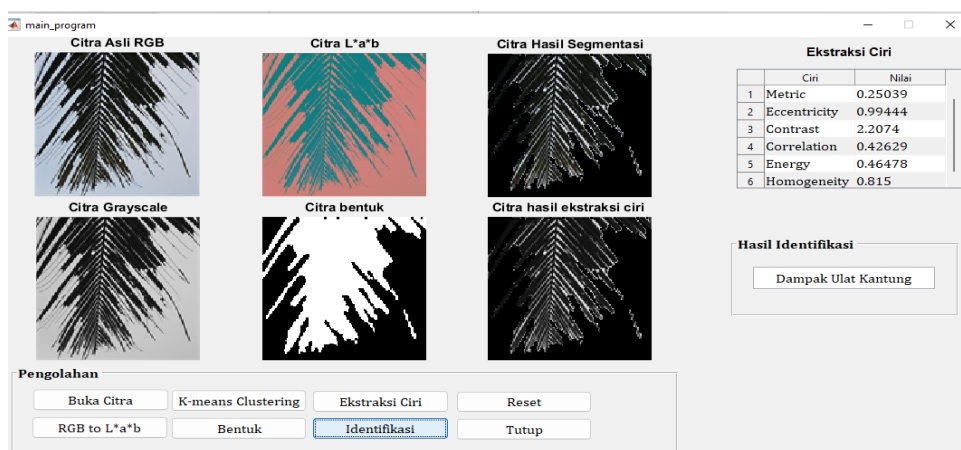 main_program
Citra Asli RGB
Citra L*a*b
Citra Hasil Segmentasi
Citra Grayscale
Citra bentuk
Citra hasil ekstraksi ciri
Ekstraksi Ciri
Ciri Nilai
1 Metric 0.25039
2 Eccentricity 0.99444
3 Contrast 2.2074
4 Correlation 0.42629
5 Energy 0.46478
6 Homogeneity 0.815
Hasil Identifikasi
Dampak Ulat Kantung
Pengolahan
Buka Citra K-means Clustering Ekstraksi Ciri Reset
RGB to L*a*b Bentuk Identifikasi Tutup